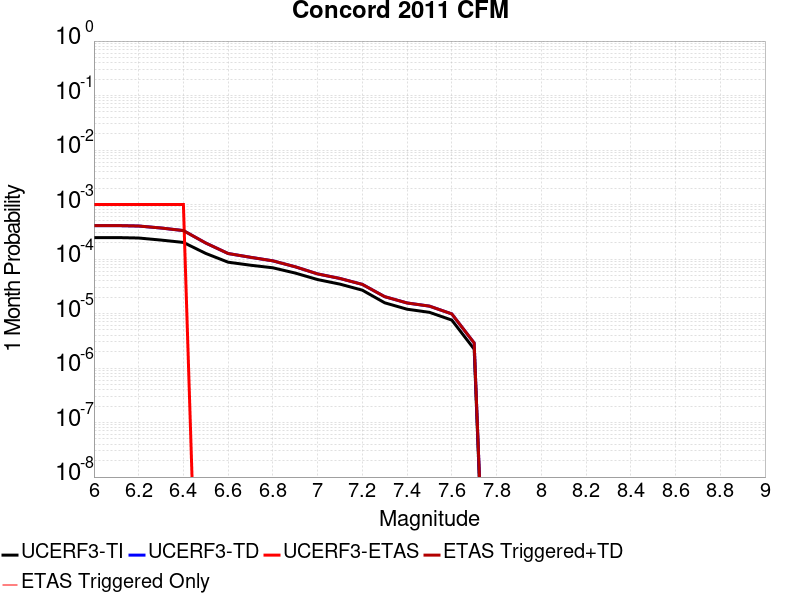 Concord 2011 CFM
1 Month Probability
10^0
10^-1
10^-2
10^-3
10^-4
10^-5
10^-6
10^-7
10^-8
6 6.2 6.4 6.6 6.8 7 7.2 7.4 7.6 7.8 8 8.2 8.4 8.6 8.8 9
Magnitude
UCERF3-TI UCERF3-TD UCERF3-ETAS ETAS Triggered+TD
ETAS Triggered Only